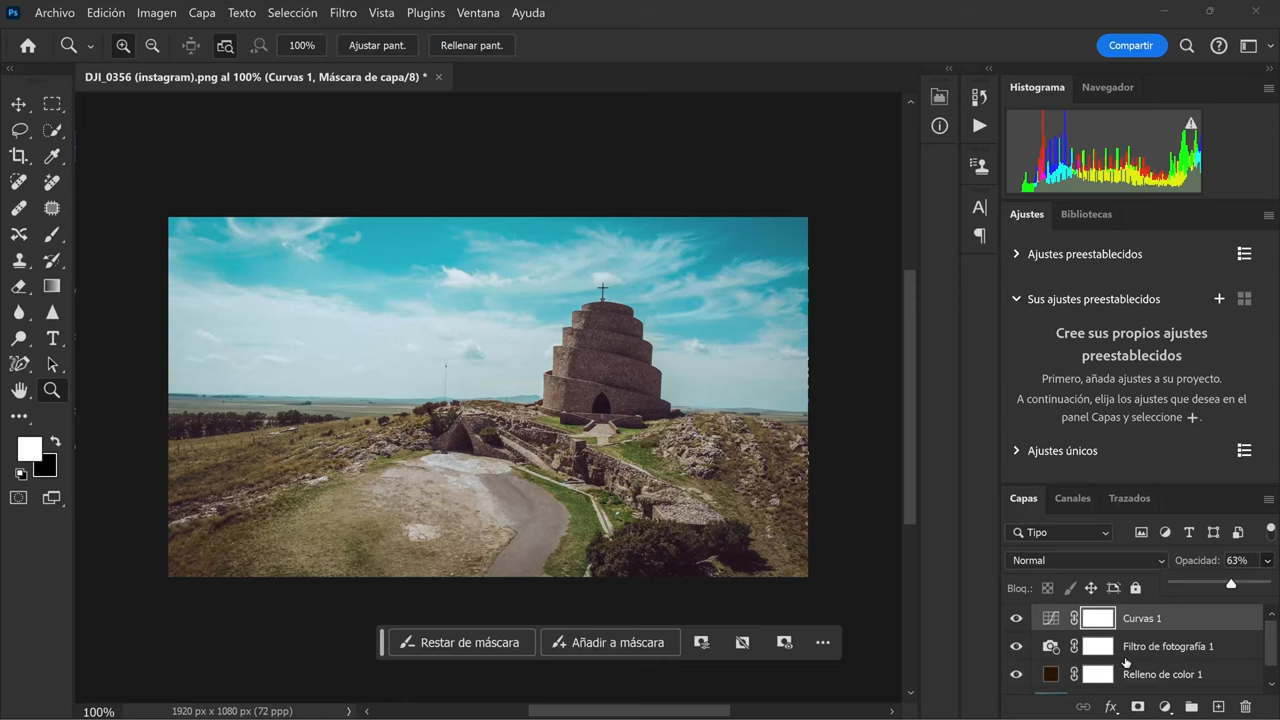 Ps Archivo Edición Imagen Capa Texto Selección Filtro Vista Plugins Ventana Ayuda
100% Ajustar pant. Rellenar pant. Compartir
DJI_0356 (instagram).png al 100% (Curvas 1, Máscara de capa/8) *
Histograma Navegador
Ajustes Bibliotecas
Ajustes preestablecidos
Sus ajustes preestablecidos
Cree sus propios ajustes
preestablecidos
Primero, añada ajustes a su proyecto.
A continuación, elija los ajustes que desea en el
panel Capas y seleccione +.
Ajustes únicos
Capas Canales Trazados
Tipo
Normal Opacidad: 63%
Bloq.:
Curvas 1
Filtro de fotografía 1
Relleno de color 1
Restar de máscara Añadir a máscara
100% 1920 px x 1080 px (72 ppp)